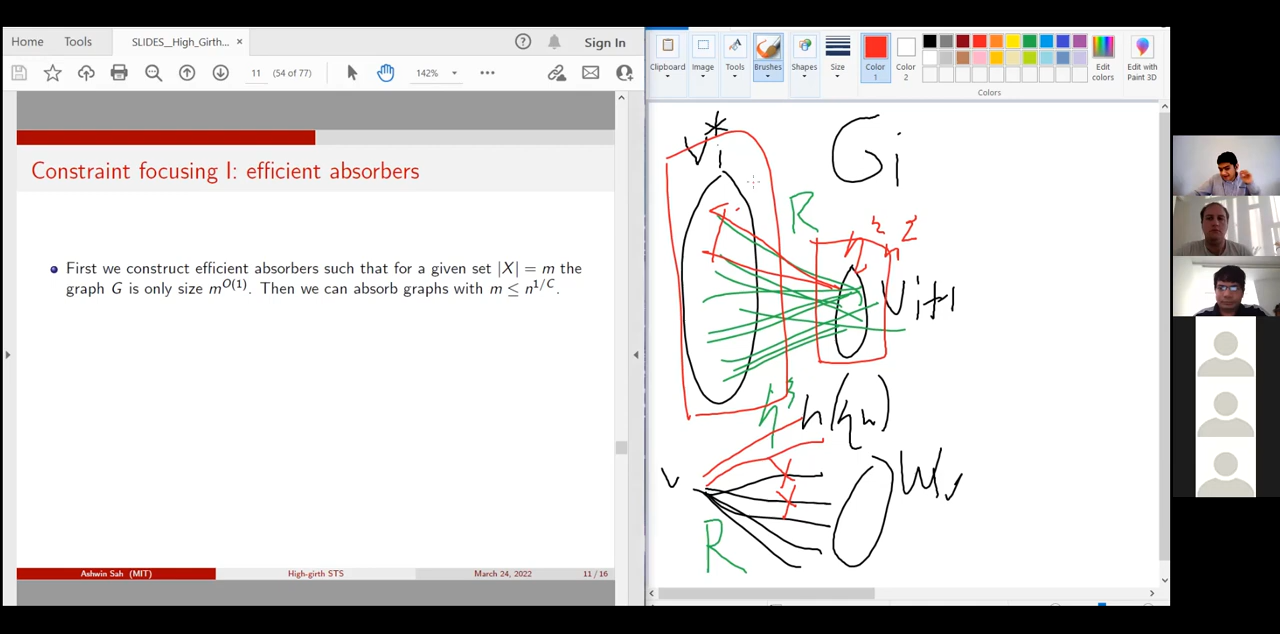 Home
Tools
SLIDES__High_Girth...
×
Sign In
11
(54 of 77)
142%
Constraint focusing I: efficient absorbers
First we construct efficient absorbers such that for a given set |X| = m the
graph G is only size m^{O(1)}. Then we can absorb graphs with m ≤ n^{1/C}.
Ashwin Sah (MIT)
High-girth STS
March 24, 2022
11 / 16
Clipboard
Image
Tools
Brushes
Shapes
Size
Color
1
Color
2
Edit
colors
Edit with
Paint 3D
Colors
V_i^*
G_i
R
V_{i+1}
v
W_v
R